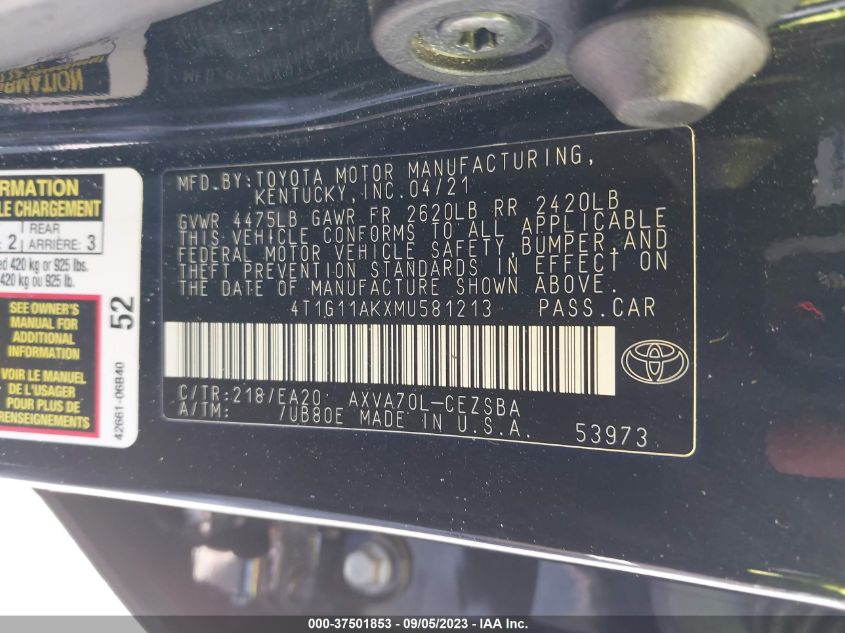 NOITAMRO
MFD.BY:TOYOTA MOTOR MANUFACTURING,
KENTUCKY,INC.04/21
GVWR 4475LB GAWR FR 2620LB RR 2420LB
THIS VEHICLE CONFORMS TO ALL APPLICABLE
FEDERAL MOTOR VEHICLE SAFETY,BUMPER,AND
THEFT PREVENTION STANDARDS IN EFFECT ON
THE DATE OF MANUFACTURE SHOWN ABOVE.
4T1G11AKXMU581213 PASS.CAR
C/TR:218/EA20 AXVA70L-CEZSBA
A/TM: 7UB80E MADE IN U.S.A.
53973
RMATION
LE CHARGEMENT
1 REAR
2 ARRIÈRE: 3
ed 420 kg or 925 lbs.
420 kg ou 925 lb.
SEE OWNER'S
MANUAL FOR
ADDITIONAL
INFORMATION
VOIR LE MANUEL
DE L'USAGER
POUR PLUS DE
RENSEIGNEMENTS
52
42661-06B40
000-37501853 - 09/05/2023 - IAA Inc.